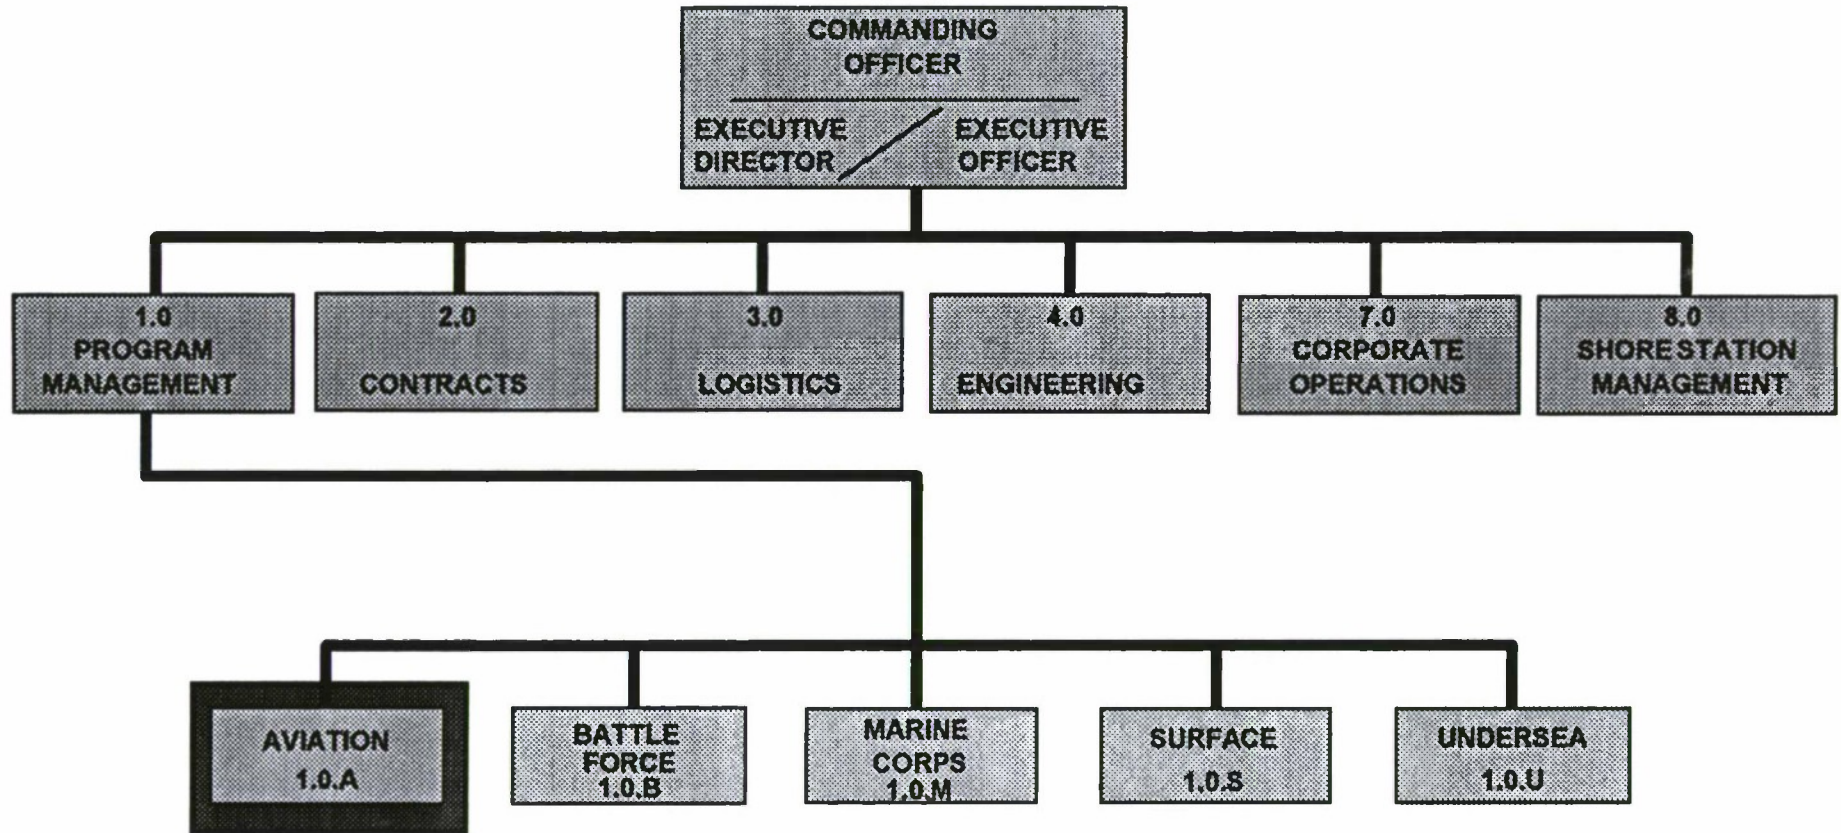 COMMANDING
OFFICER
EXECUTIVE
DIRECTOR
EXECUTIVE
OFFICER
1.0
PROGRAM
MANAGEMENT
2.0
CONTRACTS
3.0
LOGISTICS
4.0
ENGINEERING
7.0
CORPORATE
OPERATIONS
8.0
SHORE STATION
MANAGEMENT
AVIATION
1.0.A
BATTLE
FORCE
1.0.B
MARINE
CORPS
1.0.M
SURFACE
1.0.S
UNDERSEA
1.0.U